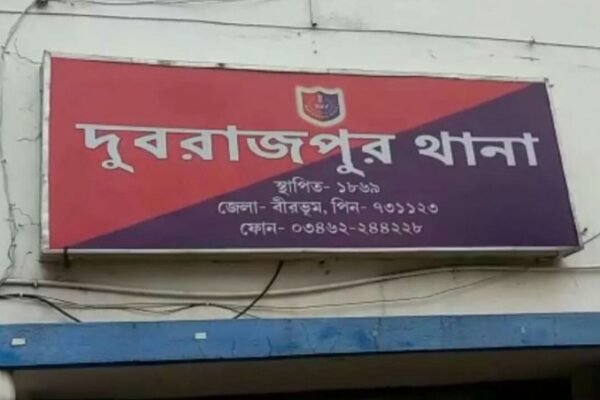 দুবরাজপুর থানা
স্থাপিত- ১৮৬৯
জেলা- বীরভূম, পিন- ৭৩১১২৩
ফোন- ০৩৪৬২-২৪৪২২৮